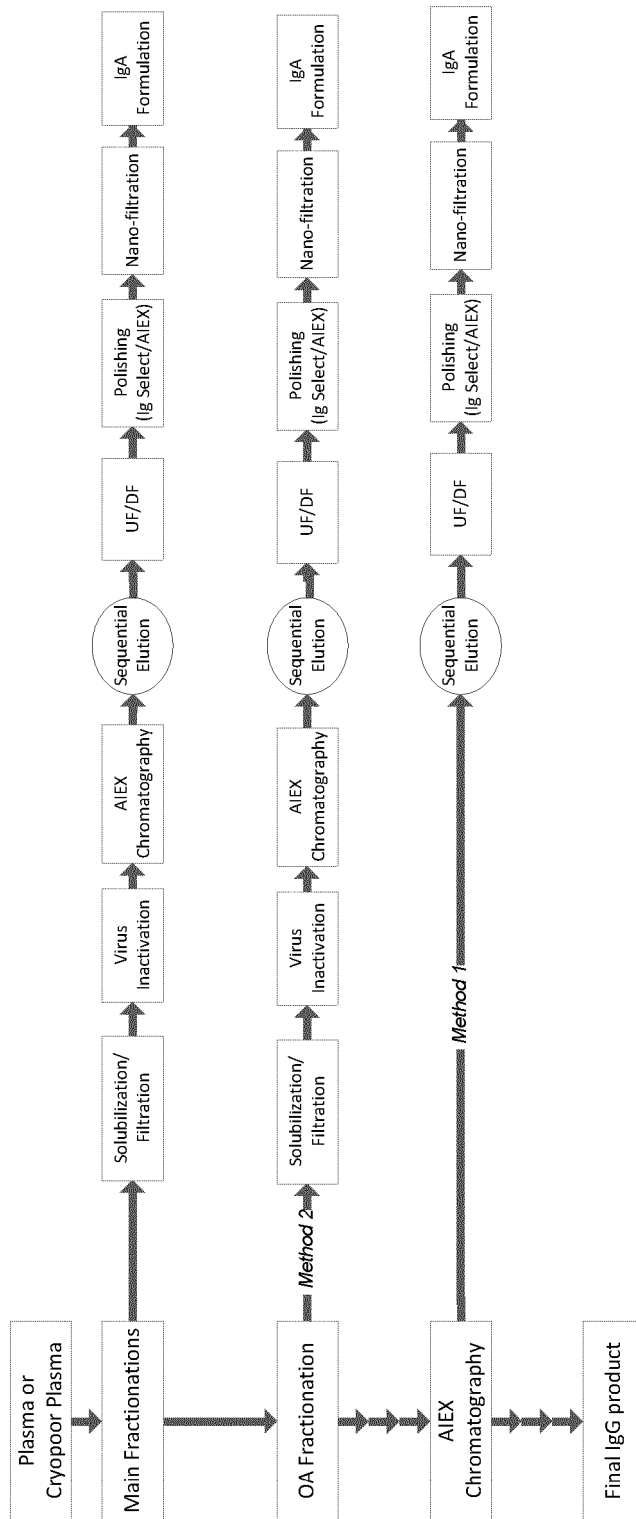 Plasma or
Cryopoor Plasma
Main Fractionations
Solubilization/
Filtration
Virus
Inactivation
AIEX
Chromatography
Sequential
Elution
UF/DF
Polishing
(Ig Select/AIEX)
Nano-filtration
IgA
Formulation
OA Fractionation
Method 2
Solubilization/
Filtration
Virus
Inactivation
AIEX
Chromatography
Sequential
Elution
UF/DF
Polishing
(Ig Select/AIEX)
Nano-filtration
IgA
Formulation
AIEX
Chromatography
Method 1
Sequential
Elution
UF/DF
Polishing
(Ig Select/AIEX)
Nano-filtration
IgA
Formulation
Final IgG product